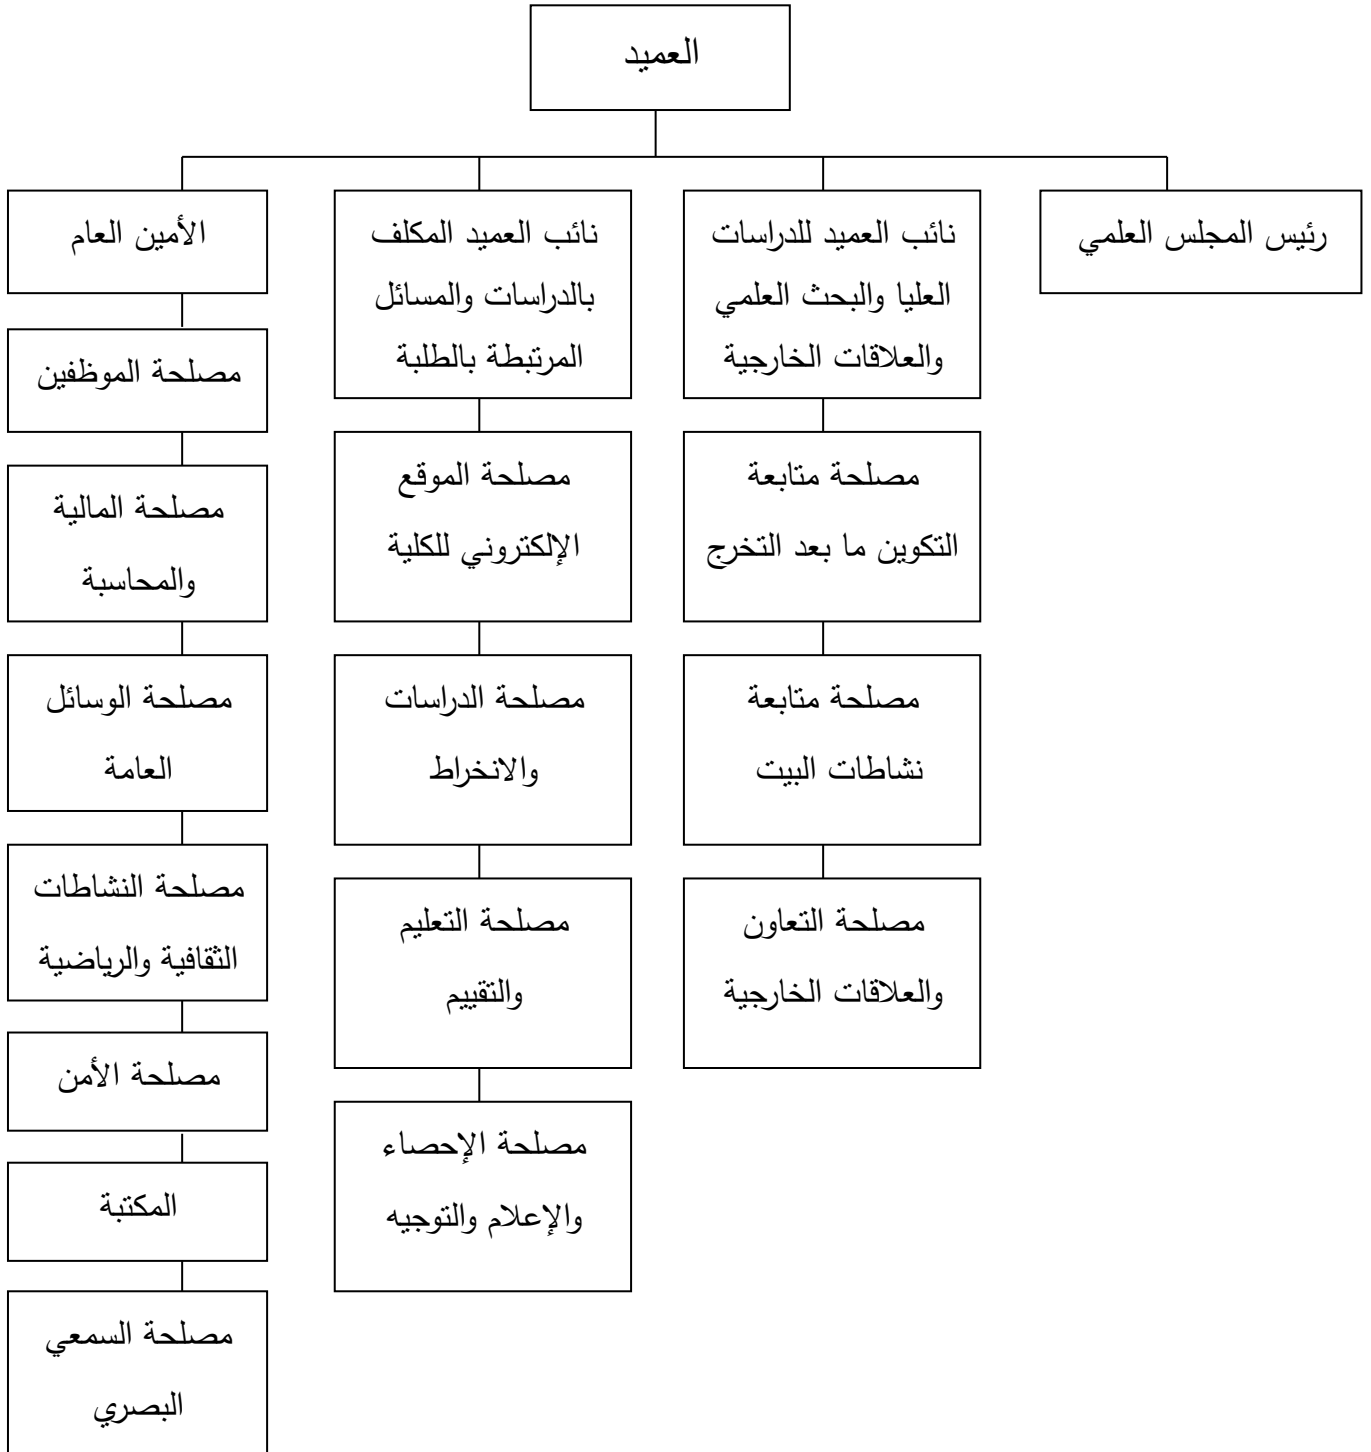 العميد
رئيس المجلس العلمي
نائب العميد للدراسات
العليا والبحث العلمي
والعلاقات الخارجية
مصلحة متابعة
التكوين ما بعد التخرج
مصلحة متابعة
نشاطات البيت
مصلحة التعاون
والعلاقات الخارجية
نائب العميد المكلف
بالدراسات والمسائل
المرتبطة بالطلبة
مصلحة الموقع
الإلكتروني للكلية
مصلحة الدراسات
والانخراط
مصلحة التعليم
والتقييم
مصلحة الإحصاء
والإعلام والتوجيه
الأمين العام
مصلحة الموظفين
مصلحة المالية
والمحاسبة
مصلحة الوسائل
العامة
مصلحة النشاطات
الثقافية والرياضية
مصلحة الأمن
المكتبة
مصلحة السمعي
البصري